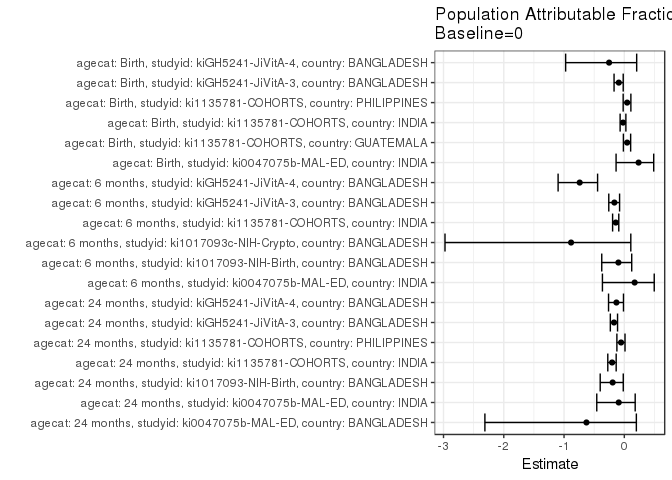 Population Attributable Fractio
Baseline=0
agecat: Birth, studyid: kiGH5241-JiVitA-4, country: BANGLADESH
agecat: Birth, studyid: kiGH5241-JiVitA-3, country: BANGLADESH
agecat: Birth, studyid: ki1135781-COHORTS, country: PHILIPPINES
agecat: Birth, studyid: ki1135781-COHORTS, country: INDIA
agecat: Birth, studyid: ki1135781-COHORTS, country: GUATEMALA
agecat: Birth, studyid: ki0047075b-MAL-ED, country: INDIA
agecat: 6 months, studyid: kiGH5241-JiVitA-4, country: BANGLADESH
agecat: 6 months, studyid: kiGH5241-JiVitA-3, country: BANGLADESH
agecat: 6 months, studyid: ki1135781-COHORTS, country: INDIA
agecat: 6 months, studyid: ki1017093c-NIH-Crypto, country: BANGLADESH
agecat: 6 months, studyid: ki1017093-NIH-Birth, country: BANGLADESH
agecat: 6 months, studyid: ki0047075b-MAL-ED, country: INDIA
agecat: 24 months, studyid: kiGH5241-JiVitA-4, country: BANGLADESH
agecat: 24 months, studyid: kiGH5241-JiVitA-3, country: BANGLADESH
agecat: 24 months, studyid: ki1135781-COHORTS, country: PHILIPPINES
agecat: 24 months, studyid: ki1135781-COHORTS, country: INDIA
agecat: 24 months, studyid: ki1017093-NIH-Birth, country: BANGLADESH
agecat: 24 months, studyid: ki0047075b-MAL-ED, country: INDIA
agecat: 24 months, studyid: ki0047075b-MAL-ED, country: BANGLADESH
-3 -2 -1 0
Estimate